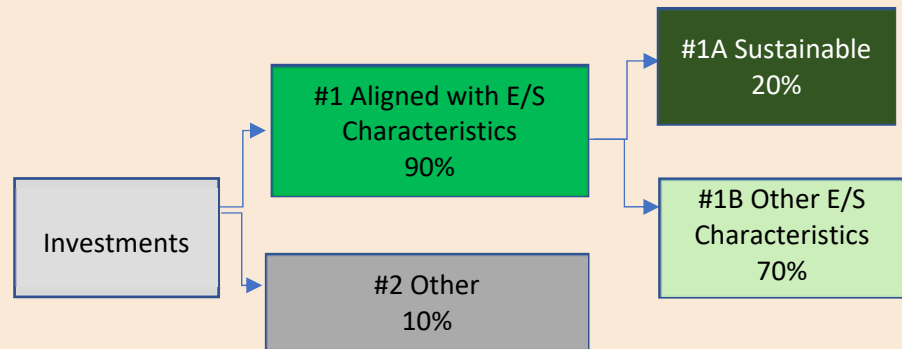 Investments
#1 Aligned with E/S
Characteristics
90%
#2 Other
10%
#1A Sustainable
20%
#1B Other E/S
Characteristics
70%